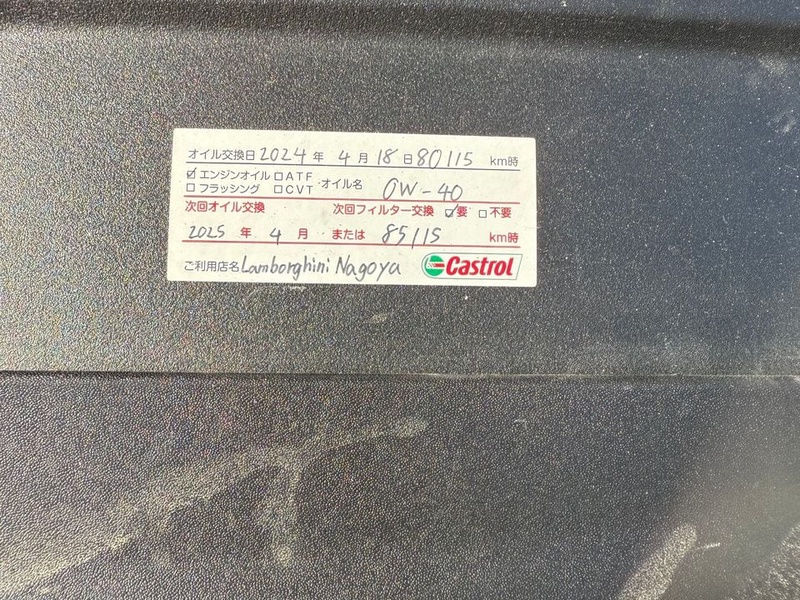 オイル交換日 2024 年 4 月 18 日 80115 km時
☑ エンジンオイル □ ATF
□ フラッシング □ CVT ・オイル名 0W-40
次回オイル交換 次回フィルター交換 ☑ 要 □ 不要
2025 年 4 月 または 85115 km時
ご利用店名 Lamborghini Nagoya Castrol